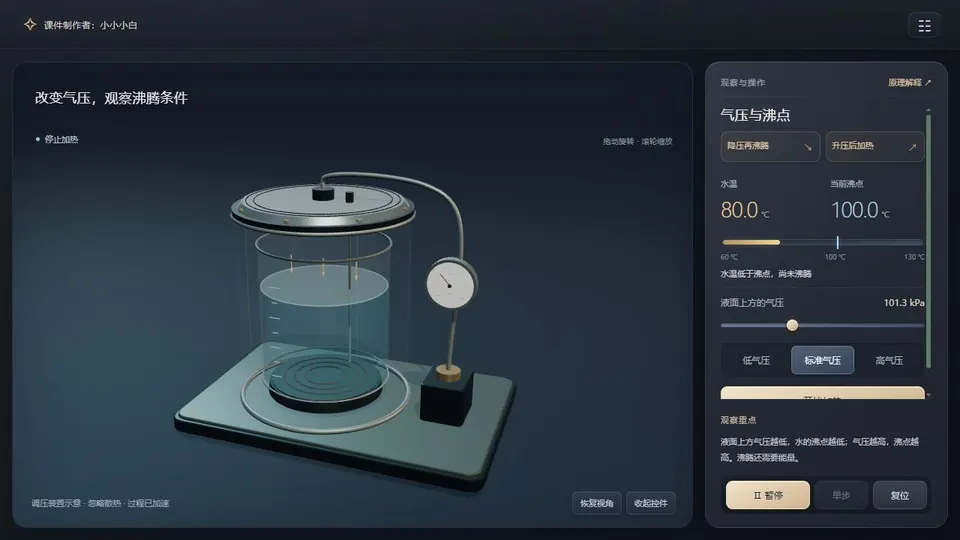 课件制作者：小小小白
改变气压，观察沸腾条件
停止加热
拖动旋转 · 滚轮缩放
调压装置示意 · 忽略散热 · 过程已加速
恢复视角
收起控件
观察与操作
原理解释 ↗
气压与沸点
降压再沸腾 ↘
升压后加热 ↗
水温
当前沸点
80.0 ℃
100.0 ℃
60 ℃
100 ℃
130 ℃
水温低于沸点，尚未沸腾
液面上方的气压
101.3 kPa
低气压
标准气压
高气压
观察重点
液面上方气压越低，水的沸点越低；气压越高，沸点越
高。沸腾还需要能量。
暂停
单步
复位